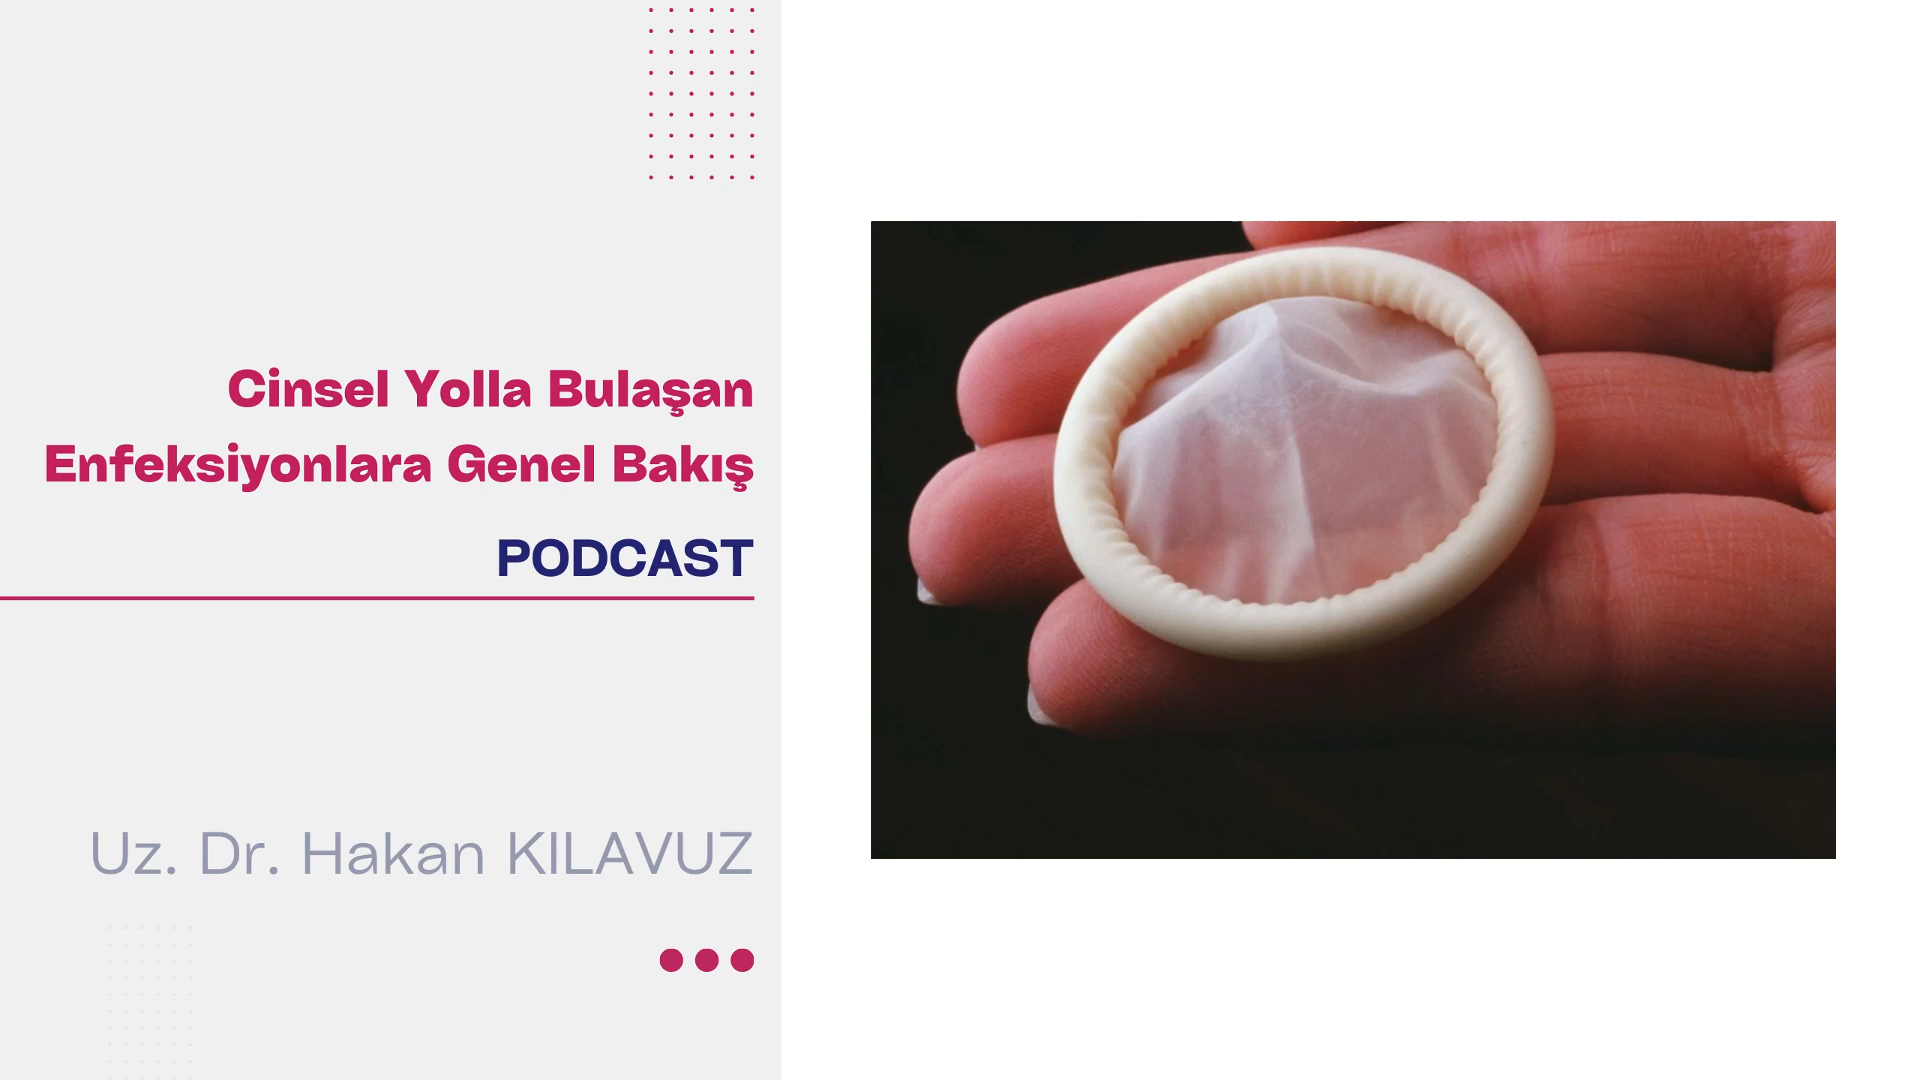 Cinsel Yolla Bulaşan
Enfeksiyonlara Genel Bakış
PODCAST
Uz. Dr. Hakan KILAVUZ